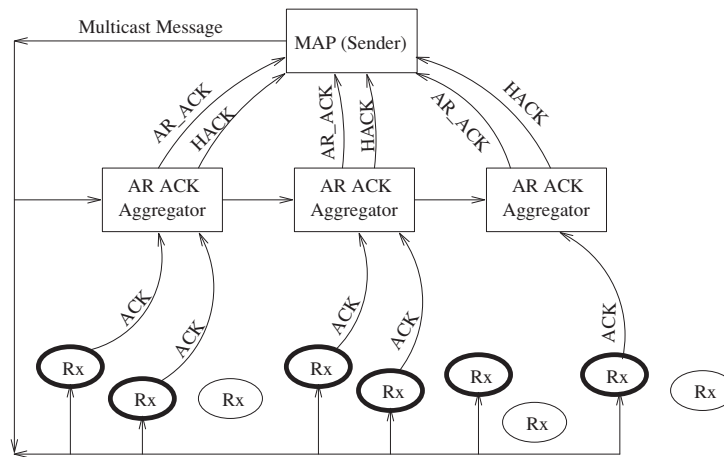 Multicast Message
MAP (Sender)
AR_ACK
HACK
AR_ACK
HACK
AR_ACK
HACK
AR ACK
Aggregator
AR ACK
Aggregator
AR ACK
Aggregator
ACK
ACK
ACK
ACK
ACK
Rx
Rx
Rx
Rx
Rx
Rx
Rx
Rx
Rx